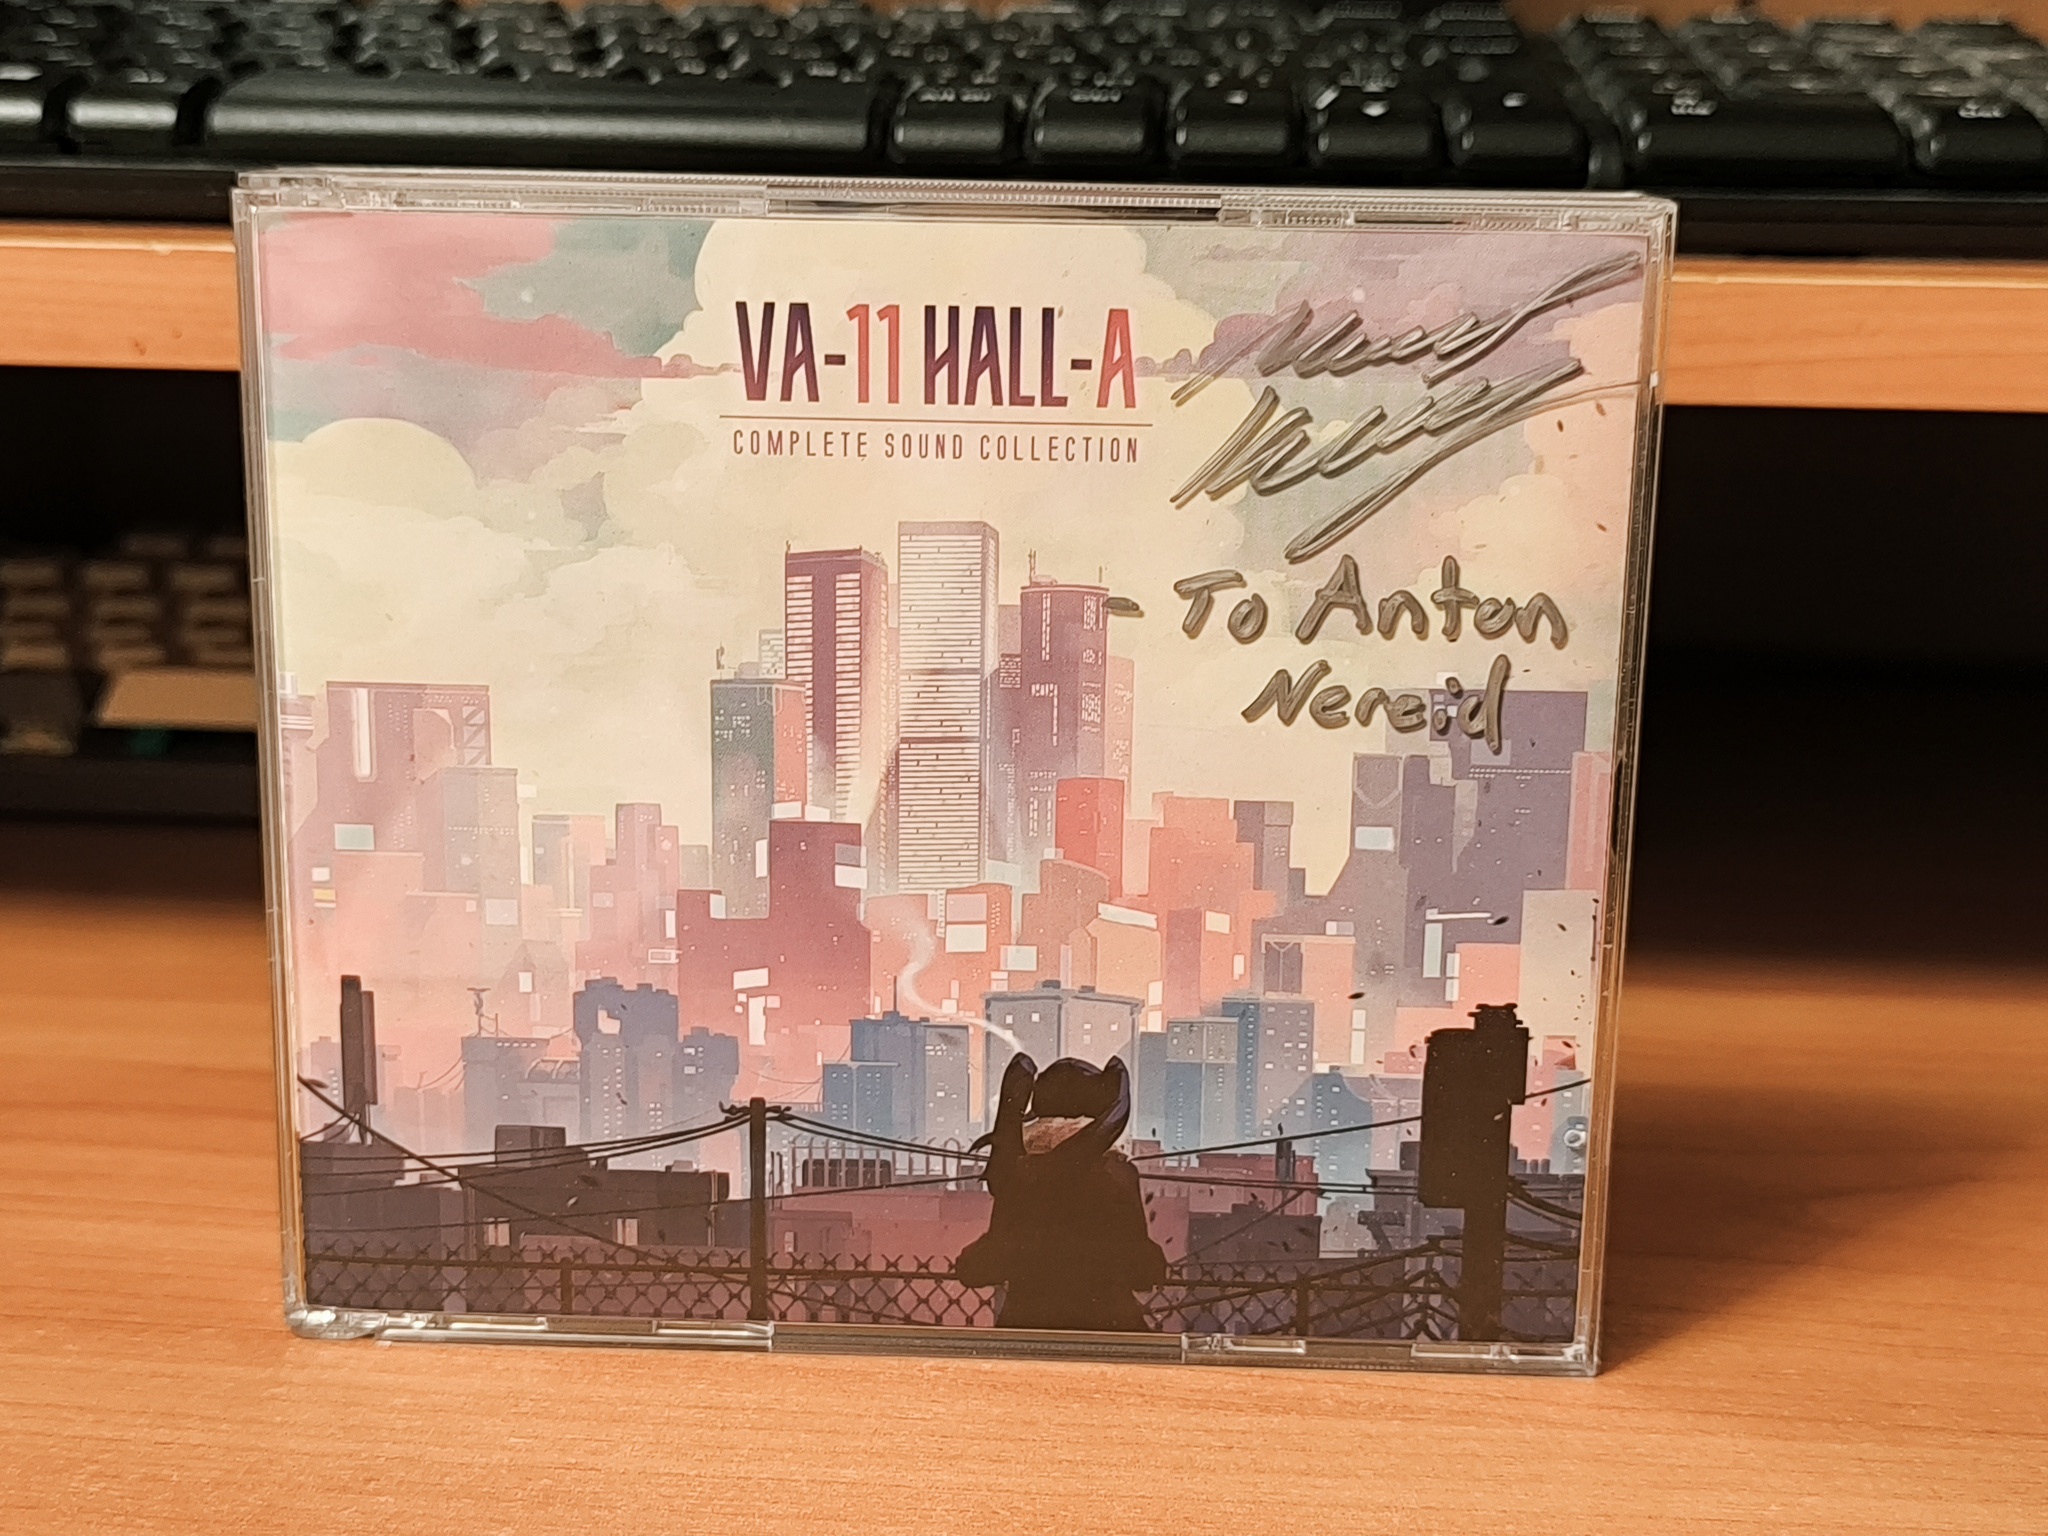 VA-11 HALL-A
COMPLETE SOUND COLLECTION
- To Anton
Nereid